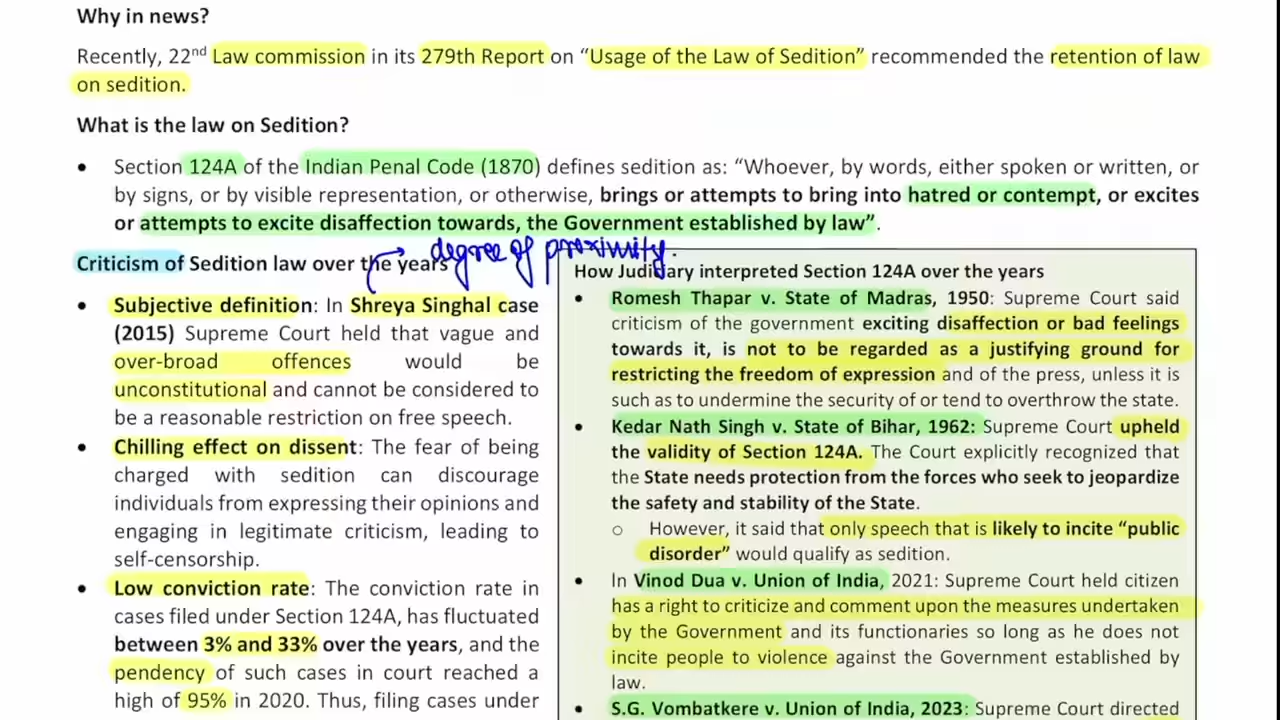 Why in news?
Recently, 22nd Law commission in its 279th Report on “Usage of the Law of Sedition” recommended the retention of law
on sedition.
What is the law on Sedition?
• Section 124A of the Indian Penal Code (1870) defines sedition as: “Whoever, by words, either spoken or written, or
by signs, or by visible representation, or otherwise, brings or attempts to bring into hatred or contempt, or excites
or attempts to excite disaffection towards, the Government established by law”.
degree of proximity.
Criticism of Sedition law over the years
• Subjective definition: In Shreya Singhal case
(2015) Supreme Court held that vague and
over-broad offences would be
unconstitutional and cannot be considered to
be a reasonable restriction on free speech.
• Chilling effect on dissent: The fear of being
charged with sedition can discourage
individuals from expressing their opinions and
engaging in legitimate criticism, leading to
self-censorship.
• Low conviction rate: The conviction rate in
cases filed under Section 124A, has fluctuated
between 3% and 33% over the years, and the
pendency of such cases in court reached a
high of 95% in 2020. Thus, filing cases under
How Judiciary interpreted Section 124A over the years
• Romesh Thapar v. State of Madras, 1950: Supreme Court said
criticism of the government exciting disaffection or bad feelings
towards it, is not to be regarded as a justifying ground for
restricting the freedom of expression and of the press, unless it is
such as to undermine the security of or tend to overthrow the state.
• Kedar Nath Singh v. State of Bihar, 1962: Supreme Court upheld
the validity of Section 124A. The Court explicitly recognized that
the State needs protection from the forces who seek to jeopardize
the safety and stability of the State.
o However, it said that only speech that is likely to incite “public
disorder” would qualify as sedition.
• In Vinod Dua v. Union of India, 2021: Supreme Court held citizen
has a right to criticize and comment upon the measures undertaken
by the Government and its functionaries so long as he does not
incite people to violence against the Government established by
law.
• S.G. Vombatkere v. Union of India, 2023: Supreme Court directed